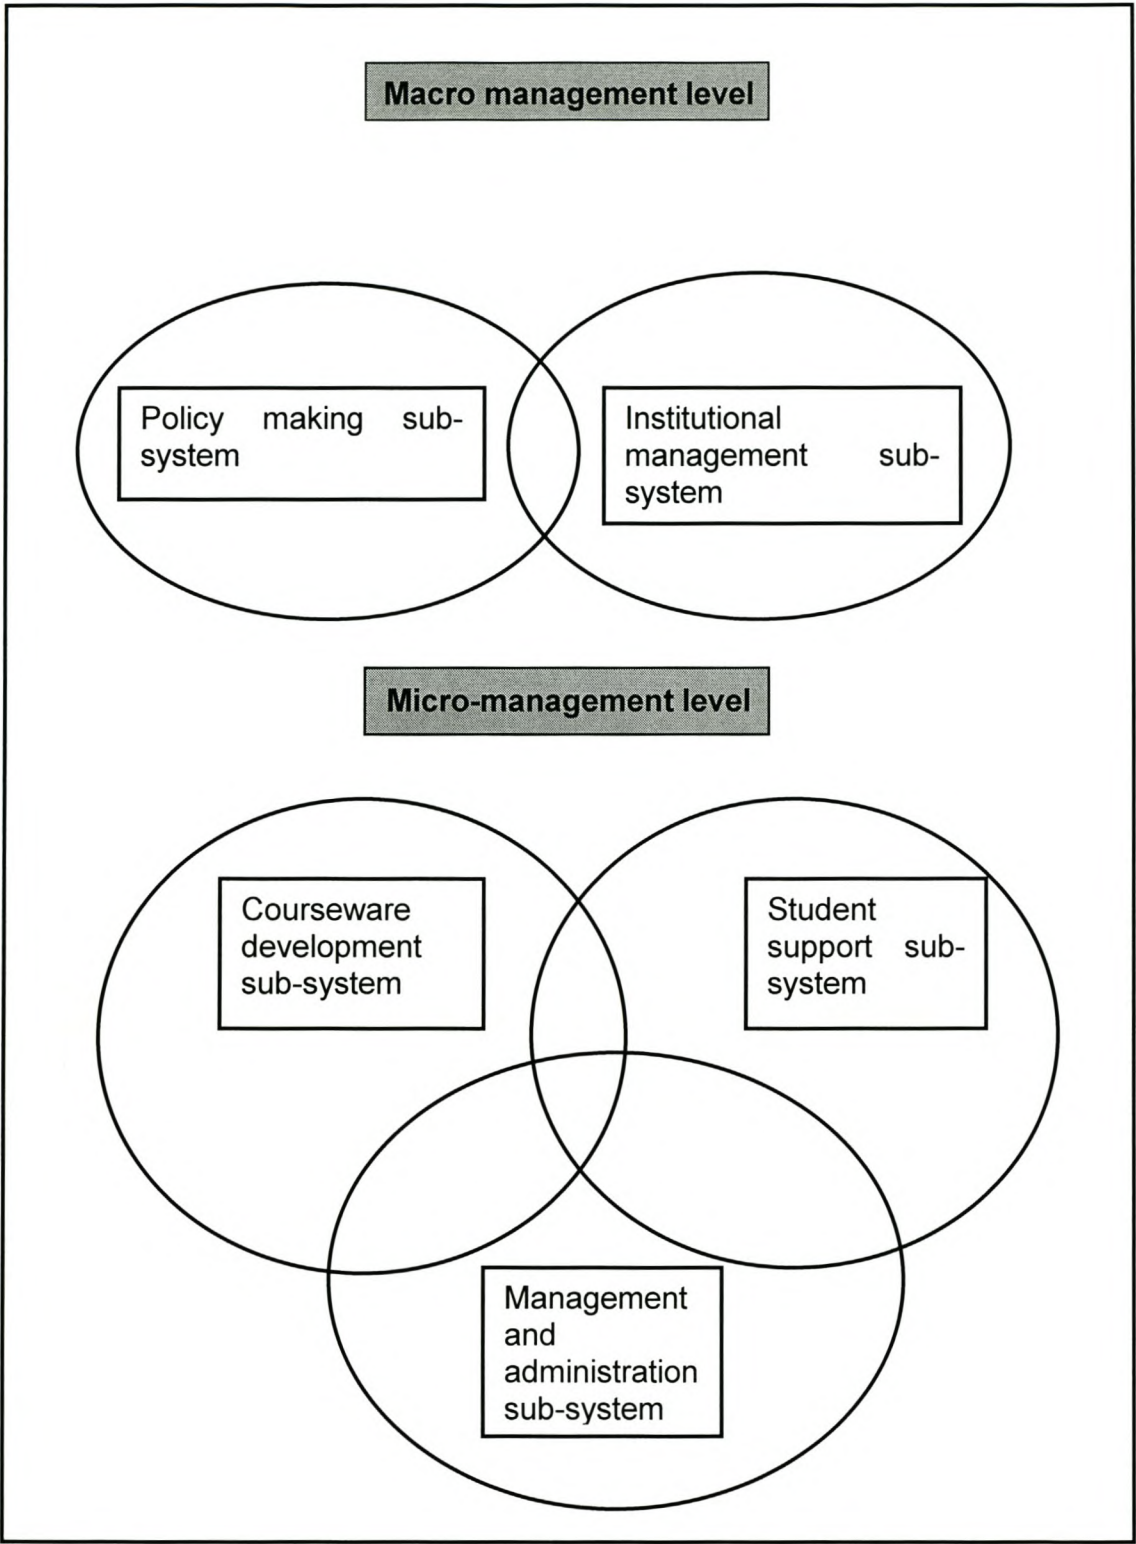 Macro management level
Policy making sub-
system
Institutional
management sub-
system
Micro-management level
Courseware
development
sub-system
Student
support sub-
system
Management
and
administration
sub-system